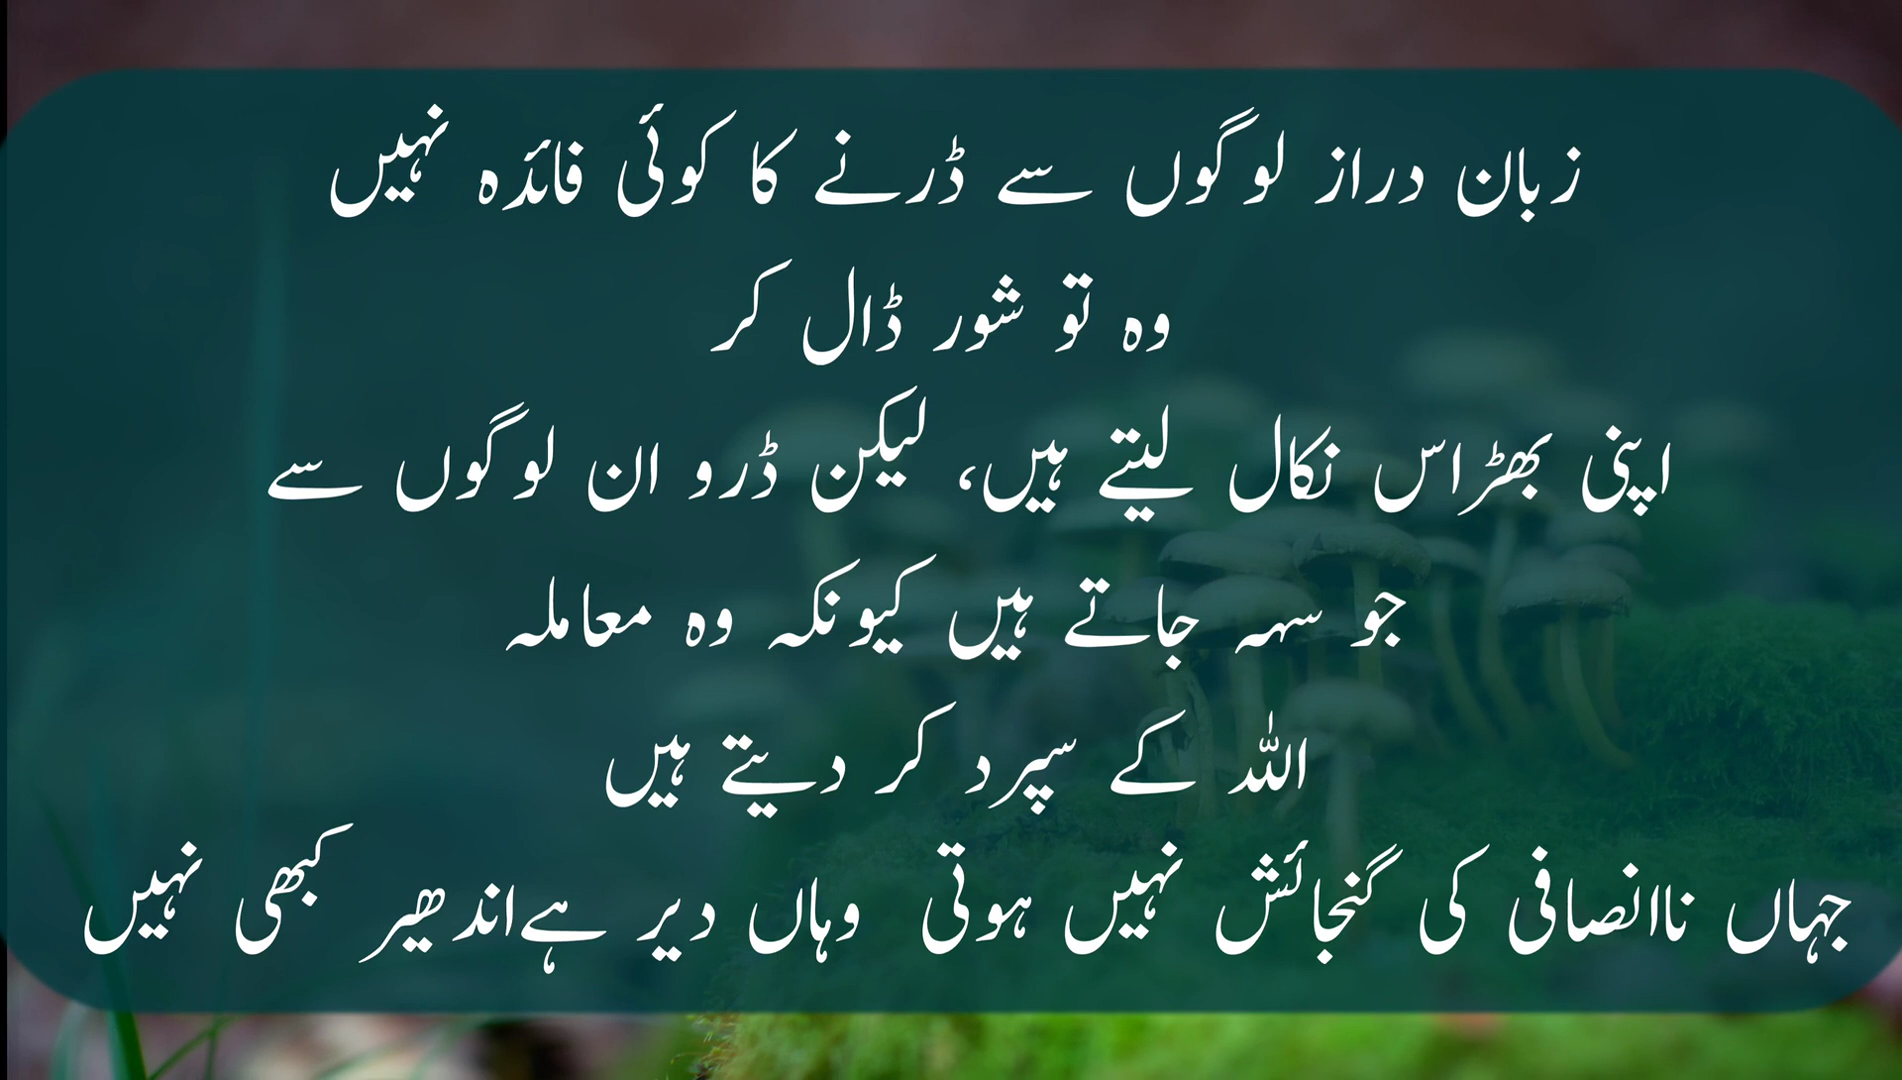 زبان دراز لوگوں سے ڈرنے کا کوئی فائدہ نہیں
وہ تو شور ڈال کر
اپنی بھڑاس نکال لیتے ہیں، لیکن ڈرو ان لوگوں سے
جو سہہ جاتے ہیں کیونکہ وہ معاملہ
اللہ کے سپرد کر دیتے ہیں
جہاں ناانصافی کی گنجائش نہیں ہوتی وہاں دیر ہےاندھیر کبھی نہیں